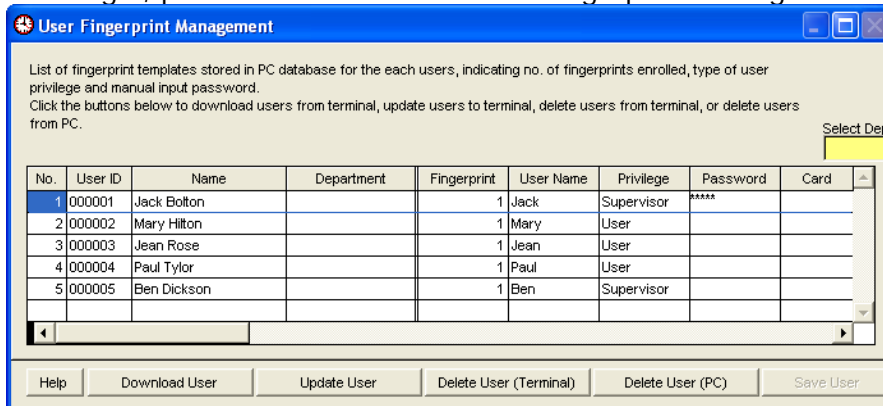 User Fingerprint Management
List of fingerprint templates stored in PC database for the each users, indicating no. of fingerprints enrolled, type of user
privilege and manual input password.
Click the buttons below to download users from terminal, update users to terminal, delete users from terminal, or delete users
from PC.
Select Dep
No. User ID Name Department Fingerprint User Name Privilege Password Card
1 000001 Jack Bolton 1 Jack Supervisor *****
2 000002 Mary Hilton 1 Mary User
3 000003 Jean Rose 1 Jean User
4 000004 Paul Tylor 1 Paul User
5 000005 Ben Dickson 1 Ben Supervisor
Help Download User Update User Delete User (Terminal) Delete User (PC) Save User